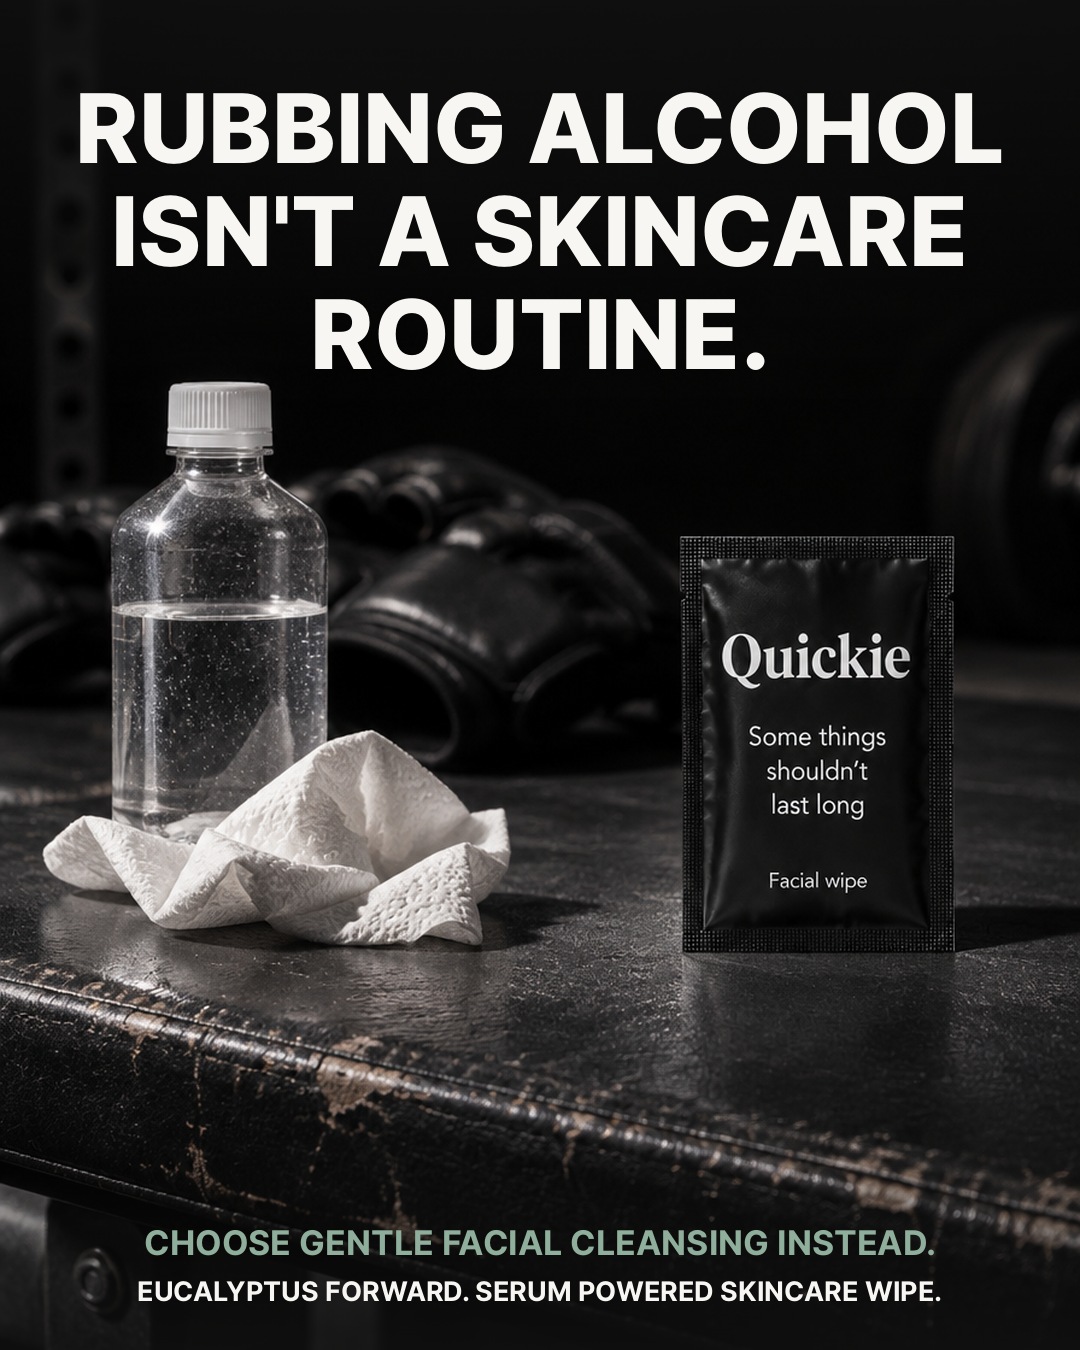 RUBBING ALCOHOL
ISN'T A SKINCARE
ROUTINE.
Quickie
Some things
shouldn’t
last long
Facial wipe
CHOOSE GENTLE FACIAL CLEANSING INSTEAD.
EUCALYPTUS FORWARD. SERUM POWERED SKINCARE WIPE.